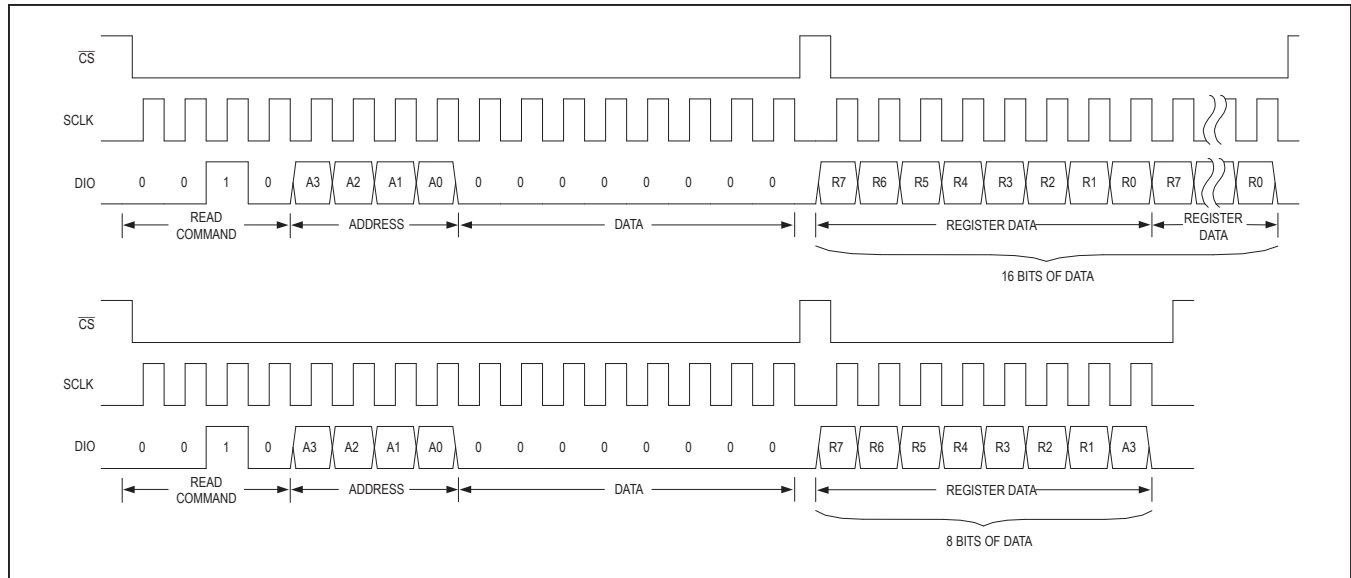 CS
SCLK
DIO 0 0 1 0 A3 A2 A1 A0 0 0 0 0 0 0 0 0 R7 R6 R5 R4 R3 R2 R1 R0 R7 R0
READ COMMAND ADDRESS DATA REGISTER DATA REGISTER DATA
16 BITS OF DATA
CS
SCLK
DIO 0 0 1 0 A3 A2 A1 A0 0 0 0 0 0 0 0 0 R7 R6 R5 R4 R3 R2 R1 A3
READ COMMAND ADDRESS DATA REGISTER DATA
8 BITS OF DATA